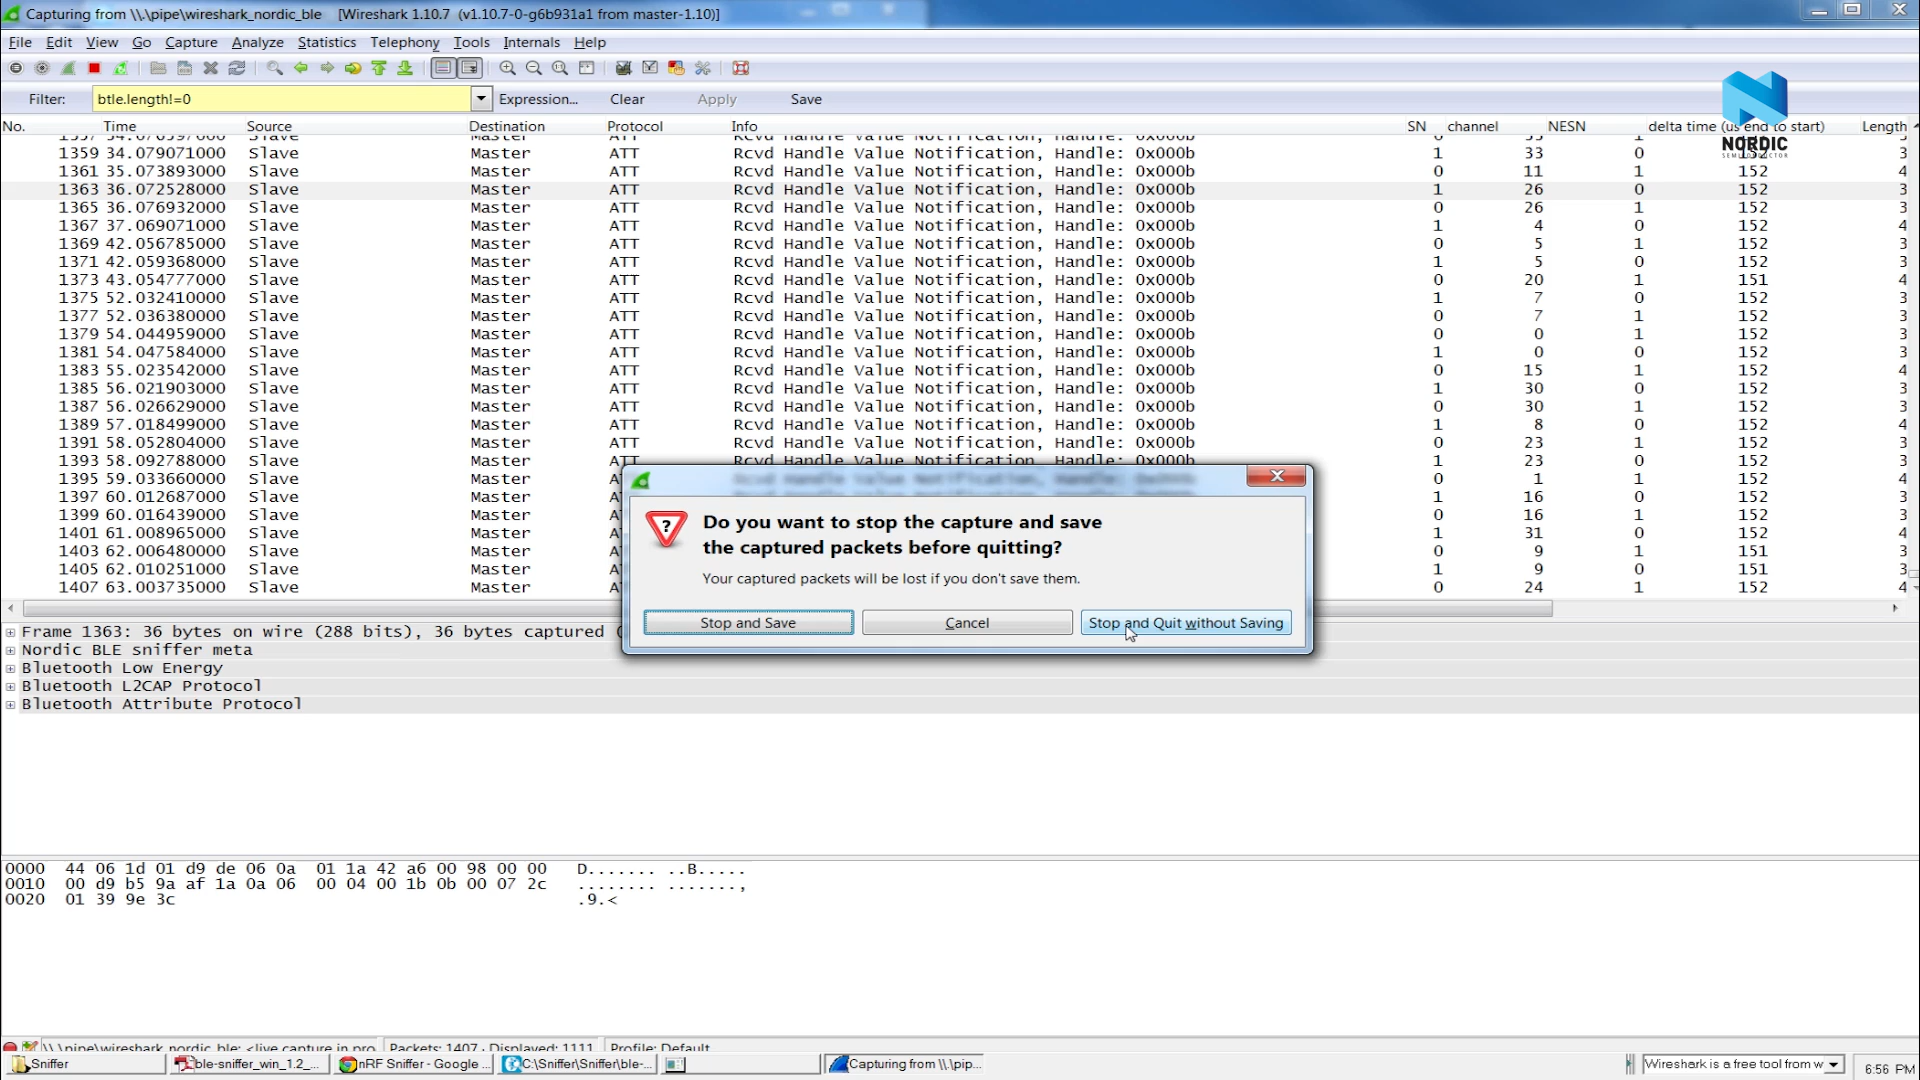 Capturing from \\.\pipe\wireshark_nordic_ble [Wireshark 1.10.7 (v1.10.7-0-g6b931a1 from master-1.10)]
File Edit View Go Capture Analyze Statistics Telephony Tools Internals Help
Filter: btle.length!=0 Expression... Clear Apply Save
No. Time Source Destination Protocol Info SN channel NESN delta time (us end to start) Length
NORDIC
SEMICONDUCTOR
1359 34.079071000 Slave Master ATT Rcvd Handle Value Notification, Handle: 0x000b 1 33 0 3
1361 35.073893000 Slave Master ATT Rcvd Handle Value Notification, Handle: 0x000b 0 11 1 152 4
1363 36.072528000 Slave Master ATT Rcvd Handle Value Notification, Handle: 0x000b 1 26 0 152 3
1365 36.076932000 Slave Master ATT Rcvd Handle Value Notification, Handle: 0x000b 0 26 1 152 3
1367 37.069071000 Slave Master ATT Rcvd Handle Value Notification, Handle: 0x000b 1 4 0 152 4
1369 42.056785000 Slave Master ATT Rcvd Handle Value Notification, Handle: 0x000b 0 5 1 152 3
1371 42.059368000 Slave Master ATT Rcvd Handle Value Notification, Handle: 0x000b 1 5 0 152 3
1373 43.054777000 Slave Master ATT Rcvd Handle Value Notification, Handle: 0x000b 0 20 1 151 4
1375 52.032410000 Slave Master ATT Rcvd Handle Value Notification, Handle: 0x000b 1 7 0 152 3
1377 52.036380000 Slave Master ATT Rcvd Handle Value Notification, Handle: 0x000b 0 7 1 152 3
1379 54.044959000 Slave Master ATT Rcvd Handle Value Notification, Handle: 0x000b 0 0 1 152 3
1381 54.047584000 Slave Master ATT Rcvd Handle Value Notification, Handle: 0x000b 1 0 0 152 3
1383 55.023542000 Slave Master ATT Rcvd Handle Value Notification, Handle: 0x000b 0 15 1 152 4
1385 56.021903000 Slave Master ATT Rcvd Handle Value Notification, Handle: 0x000b 1 30 0 152 3
1387 56.026629000 Slave Master ATT Rcvd Handle Value Notification, Handle: 0x000b 0 30 1 152 3
1389 57.018499000 Slave Master ATT Rcvd Handle Value Notification, Handle: 0x000b 1 8 0 152 4
1391 58.052804000 Slave Master ATT Rcvd Handle Value Notification, Handle: 0x000b 0 23 1 152 3
1393 58.092788000 Slave Master ATT Rcvd Handle Value Notification, Handle: 0x000b 1 23 0 152 3
1395 59.033660000 Slave Master 0 1 1 152 4
1397 60.012687000 Slave Master 1 16 0 152 3
1399 60.016439000 Slave Master 0 16 1 152 3
1401 61.008965000 Slave Master 1 31 0 152 4
1403 62.006480000 Slave Master 0 9 1 151 3
1405 62.010251000 Slave Master 1 9 0 151 3
1407 63.003735000 Slave Master 0 24 1 152 4
Do you want to stop the capture and save
the captured packets before quitting?
Your captured packets will be lost if you don't save them.
Stop and Save Cancel Stop and Quit without Saving
Frame 1363: 36 bytes on wire (288 bits), 36 bytes captured
Nordic BLE sniffer meta
Bluetooth Low Energy
Bluetooth L2CAP Protocol
Bluetooth Attribute Protocol
0000 44 06 1d 01 d9 de 06 0a 01 1a 42 a6 00 98 00 00 D....... ..B.....
0010 00 d9 b5 9a af 1a 0a 06 00 04 00 1b 0b 00 07 2c ........ .......,
0020 01 39 9e 3c .9.<
\\.\pipe\wireshark_nordic_ble: <live capture in pro Packets: 1407 · Displayed: 1111 Profile: Default
Sniffer ble-sniffer_win_1.2_... nRF Sniffer - Google ... C:\Sniffer\Sniffer\ble-... Capturing from \\.\pip... Wireshark is a free tool from w 6:56 PM